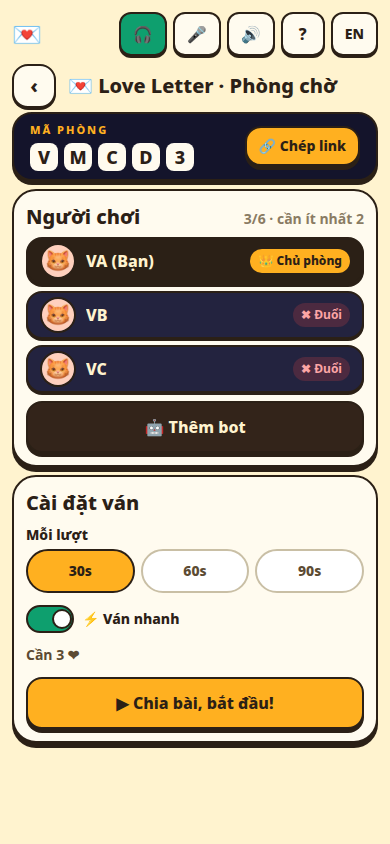 ? EN
‹ 💌 Love Letter · Phòng chờ
MÃ PHÒNG
V M C D 3
🔗 Chép link
Người chơi 3/6 · cần ít nhất 2
VA (Bạn) 👑 Chủ phòng
VB ✖ Đuổi
VC ✖ Đuổi
🤖 Thêm bot
Cài đặt ván
Mỗi lượt
30s 60s 90s
⚡ Ván nhanh
Cần 3 ❤
▶ Chia bài, bắt đầu!